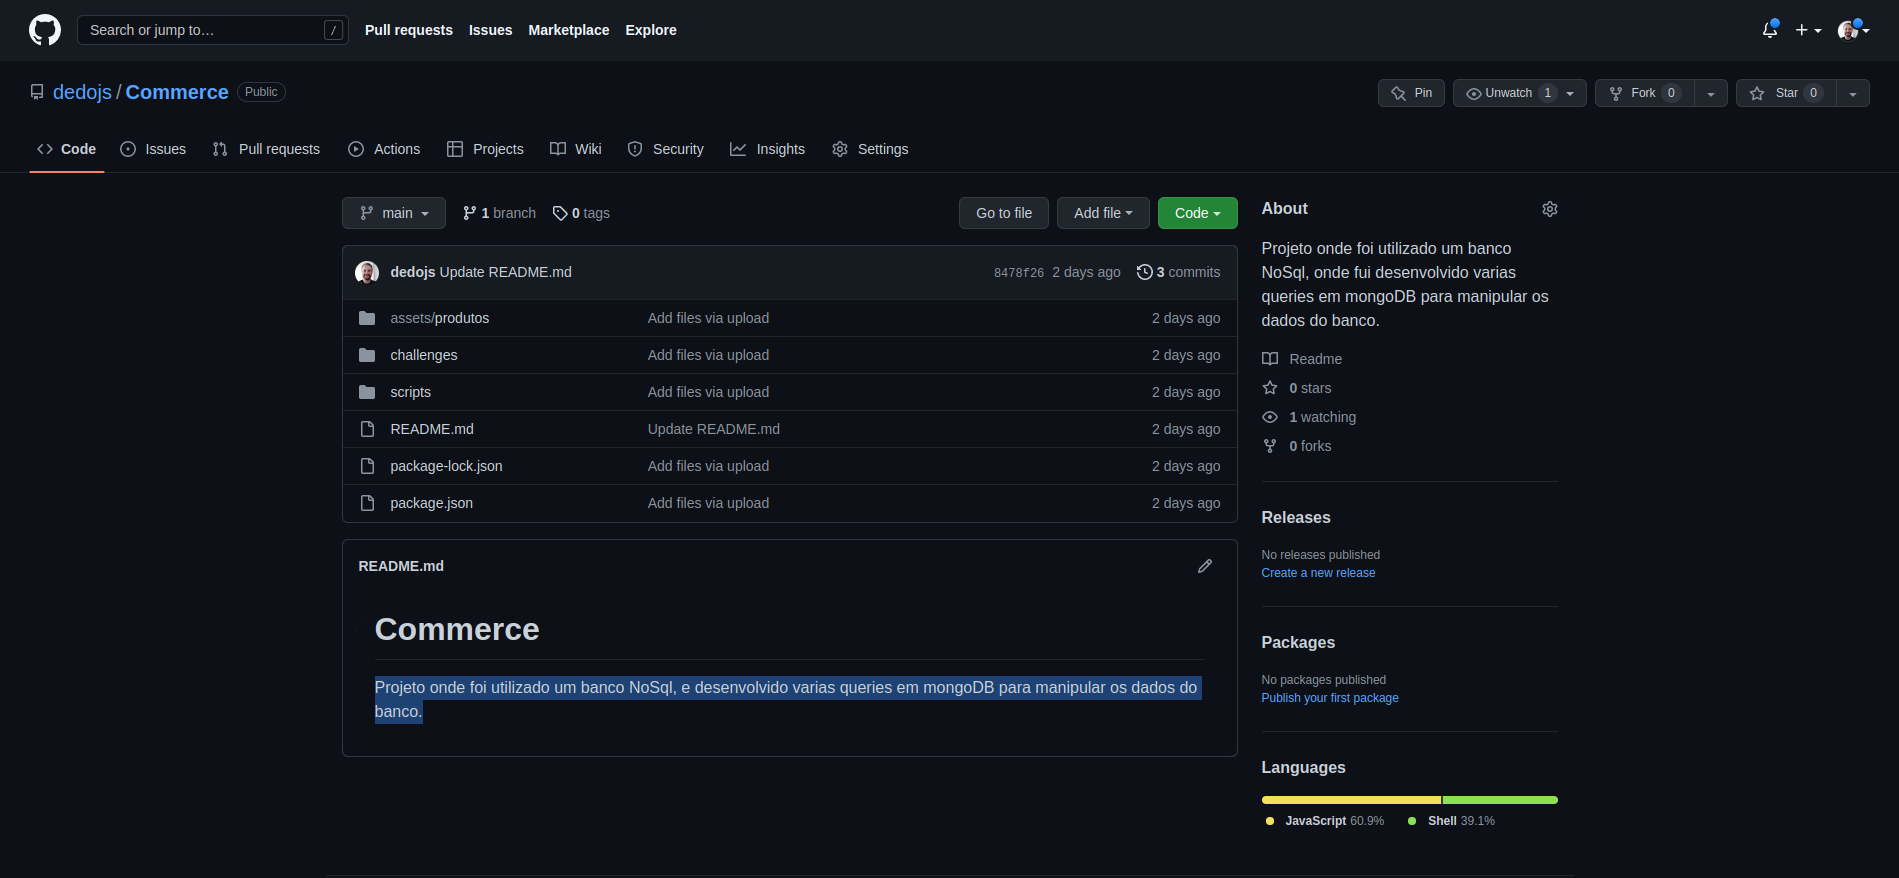 Search or jump to… /
Pull requests Issues Marketplace Explore
dedojs / Commerce Public
Pin Unwatch 1 Fork 0 Star 0
Code Issues Pull requests Actions Projects Wiki Security Insights Settings
main 1 branch 0 tags Go to file Add file Code
dedojs Update README.md 8478f26 2 days ago 3 commits
assets/produtos Add files via upload 2 days ago
challenges Add files via upload 2 days ago
scripts Add files via upload 2 days ago
README.md Update README.md 2 days ago
package-lock.json Add files via upload 2 days ago
package.json Add files via upload 2 days ago
README.md
Commerce
Projeto onde foi utilizado um banco NoSql, e desenvolvido varias queries em mongoDB para manipular os dados do
banco.
About
Projeto onde foi utilizado um banco
NoSql, onde fui desenvolvido varias
queries em mongoDB para manipular os
dados do banco.
Readme
0 stars
1 watching
0 forks
Releases
No releases published
Create a new release
Packages
No packages published
Publish your first package
Languages
JavaScript 60.9% Shell 39.1%